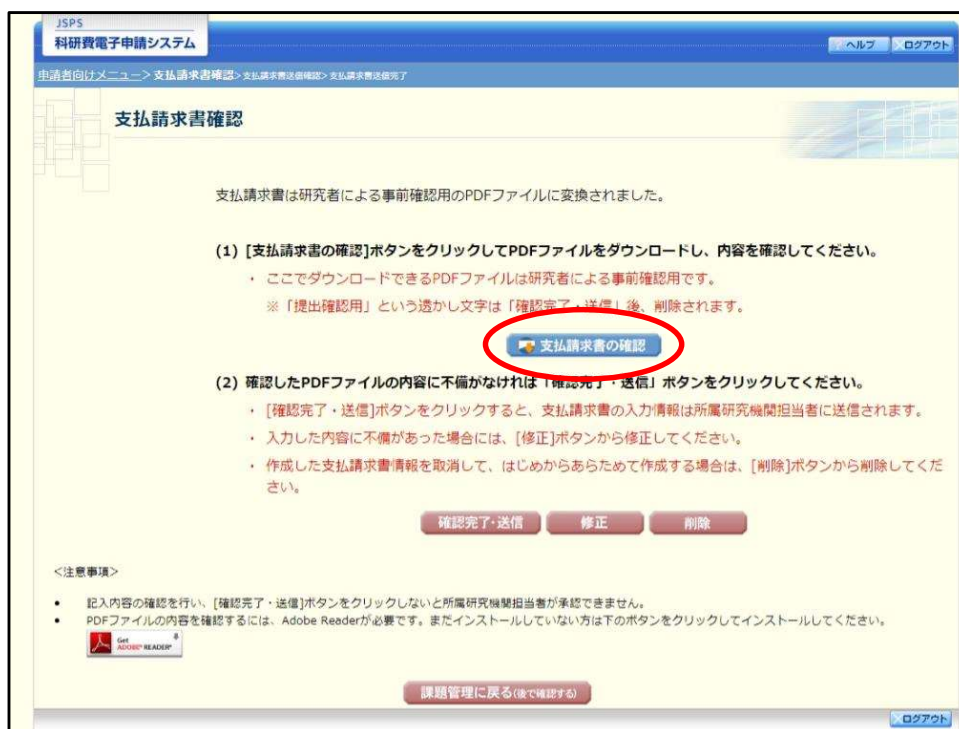 JSPS
科研費電子申請システム
ヘルプ ログアウト
申請者向けメニュー>支払請求書確認>支払請求書送信確認>支払請求書送信完了
支払請求書確認
支払請求書は研究者による事前確認用のPDFファイルに変換されました。
(1) [支払請求書の確認]ボタンをクリックしてPDFファイルをダウンロードし、内容を確認してください。
・ ここでダウンロードできるPDFファイルは研究者による事前確認用です。
※「提出確認用」という透かし文字は「確認完了・送信」後、削除されます。
支払請求書の確認
(2) 確認したPDFファイルの内容に不備がなければ「確認完了・送信」ボタンをクリックしてください。
・ [確認完了・送信]ボタンをクリックすると、支払請求書の入力情報は所属研究機関担当者に送信されます。
・ 入力した内容に不備があった場合には、[修正]ボタンから修正してください。
・ 作成した支払請求書情報を取消して、はじめからあらためて作成する場合は、[削除]ボタンから削除してくだ
さい。
確認完了・送信 修正 削除
<注意事項>
• 記入内容の確認を行い、[確認完了・送信]ボタンをクリックしないと所属研究機関担当者が承認できません。
• PDFファイルの内容を確認するには、Adobe Readerが必要です。まだインストールしていない方は下のボタンをクリックしてインストールしてください。
Get
ADOBE® READER®
課題管理に戻る(後で確認する)
ログアウト